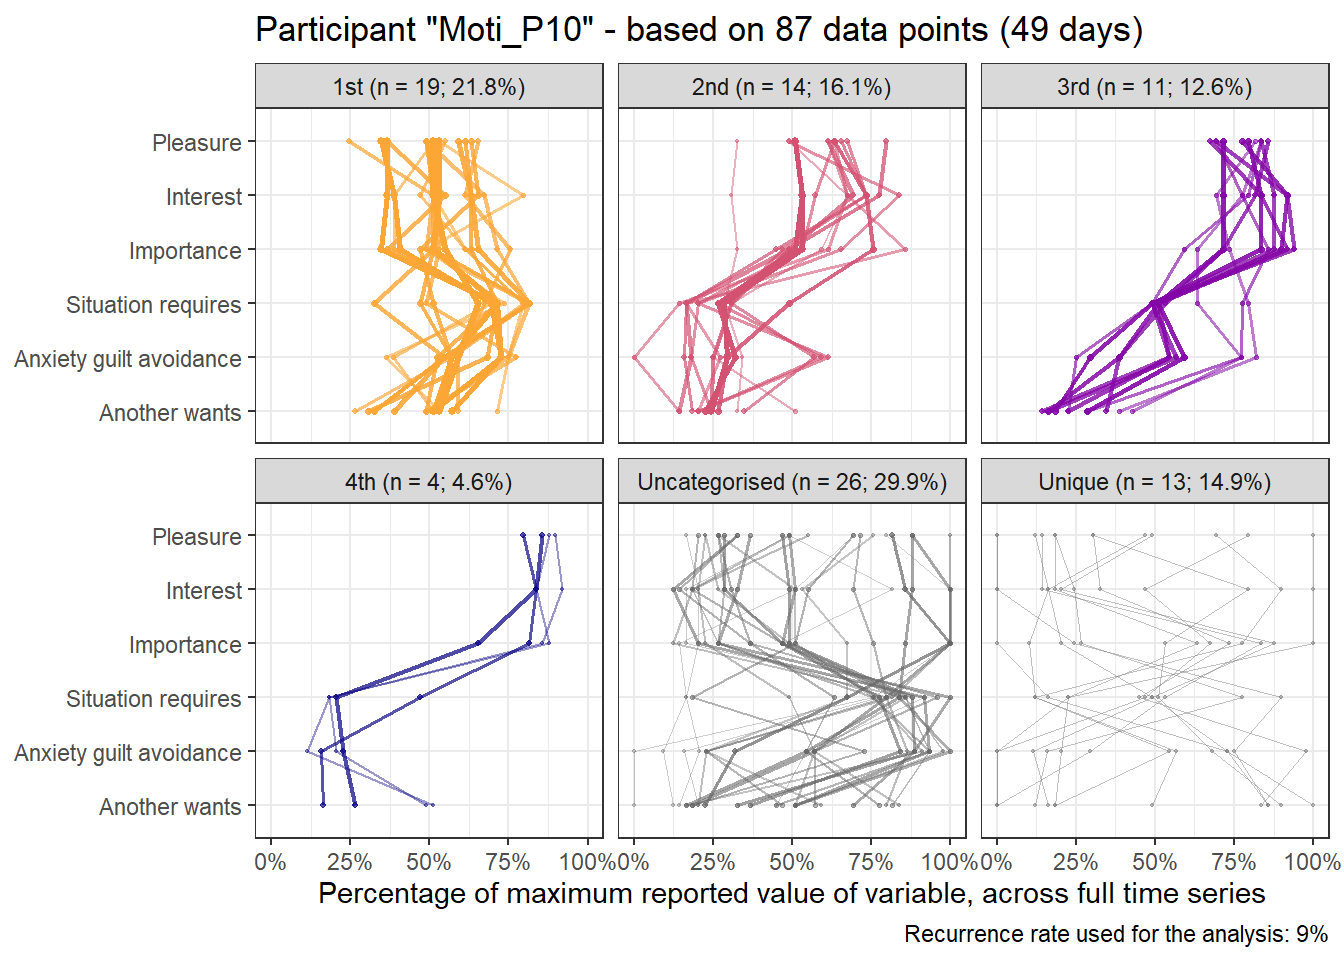 Participant "Moti_P10" - based on 87 data points (49 days)
1st (n = 19; 21.8%)
2nd (n = 14; 16.1%)
3rd (n = 11; 12.6%)
Pleasure
Interest
Importance
Situation requires
Anxiety guilt avoidance
Another wants
4th (n = 4; 4.6%)
Uncategorised (n = 26; 29.9%)
Unique (n = 13; 14.9%)
Pleasure
Interest
Importance
Situation requires
Anxiety guilt avoidance
Another wants
0% 25% 50% 75% 100%
0% 25% 50% 75% 100%
0% 25% 50% 75% 100%
Percentage of maximum reported value of variable, across full time series
Recurrence rate used for the analysis: 9%